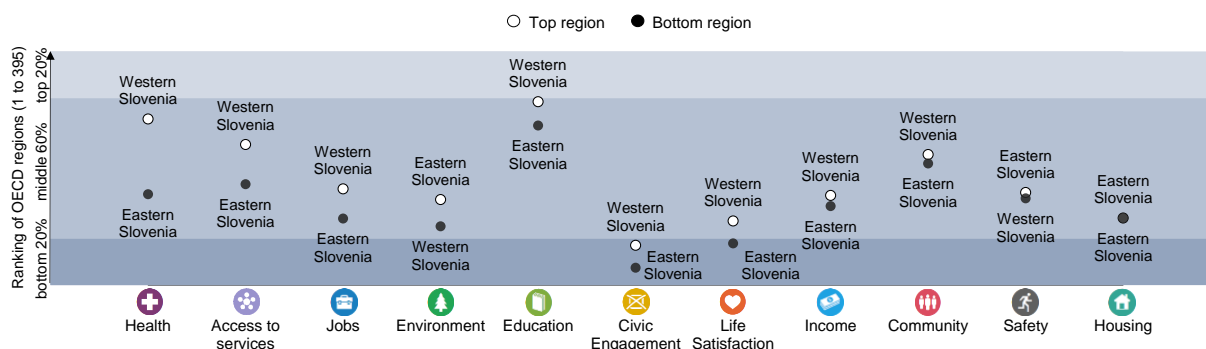 Top region
Bottom region
Ranking of OECD regions (1 to 395)
top 20%
middle 60%
bottom 20%
Western
Slovenia
Eastern
Slovenia
Western
Slovenia
Eastern
Slovenia
Western
Slovenia
Eastern
Slovenia
Eastern
Slovenia
Western
Slovenia
Western
Slovenia
Eastern
Slovenia
Western
Slovenia
Eastern
Slovenia
Western
Slovenia
Eastern
Slovenia
Western
Slovenia
Eastern
Slovenia
Western
Slovenia
Eastern
Slovenia
Eastern
Slovenia
Western
Slovenia
Eastern
Slovenia
Eastern
Slovenia
Health
Access to
services
Jobs
Environment
Education
Civic
Engagement
Life
Satisfaction
Income
Community
Safety
Housing